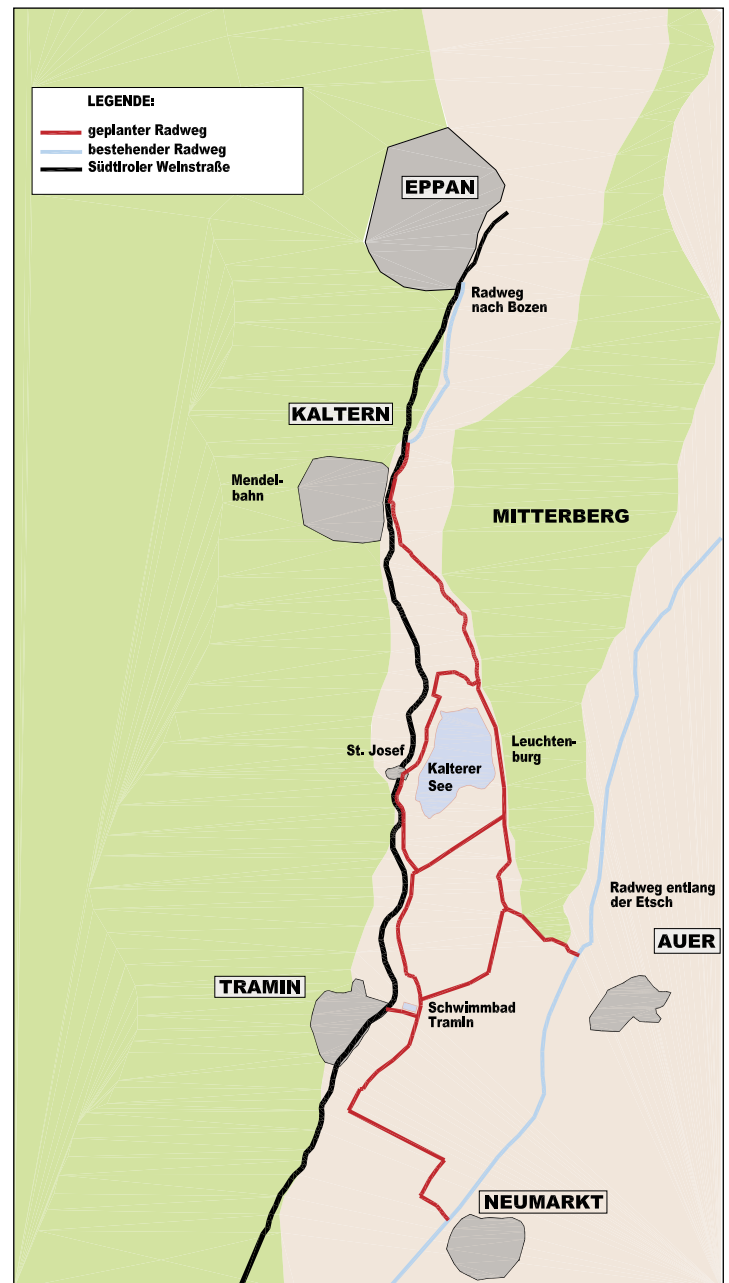 LEGENDE:
geplanter Radweg
bestehender Radweg
Südtiroler Weinstraße
EPPAN
Radweg
nach Bozen
KALTERN
Mendel-
bahn
MITTERBERG
St. Josef
Kalterer
See
Leuchten-
burg
Radweg entlang
der Etsch
AUER
TRAMIN
Schwimmbad
Tramin
NEUMARKT